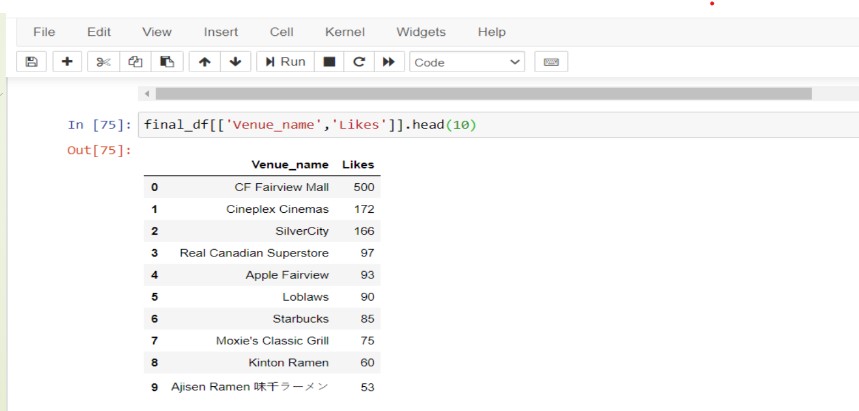 File Edit View Insert Cell Kernel Widgets Help
Run Code
In [75]: final_df[['Venue_name','Likes']].head(10)
Out[75]:
Venue_name Likes
0 CF Fairview Mall 500
1 Cineplex Cinemas 172
2 SilverCity 166
3 Real Canadian Superstore 97
4 Apple Fairview 93
5 Loblaws 90
6 Starbucks 85
7 Moxie's Classic Grill 75
8 Kinton Ramen 60
9 Ajisen Ramen 味千ラーメン 53